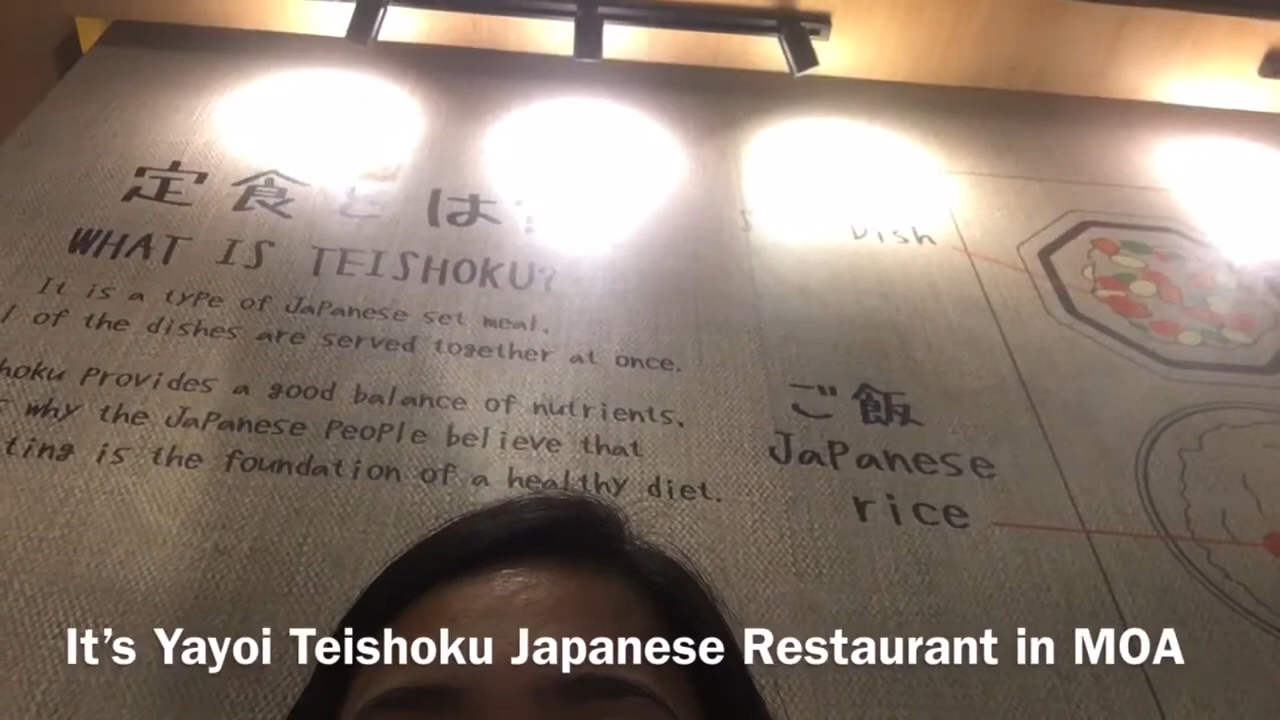 定食とは?
WHAT IS TEISHOKU?
It is a type of Japanese set meal.
of the dishes are served together at once.
provides a good balance of nutrients,
why the Japanese People believe that
is the foundation of a healthy diet.
Dish
ご飯
Japanese
rice
It's Yayoi Teishoku Japanese Restaurant in MOA